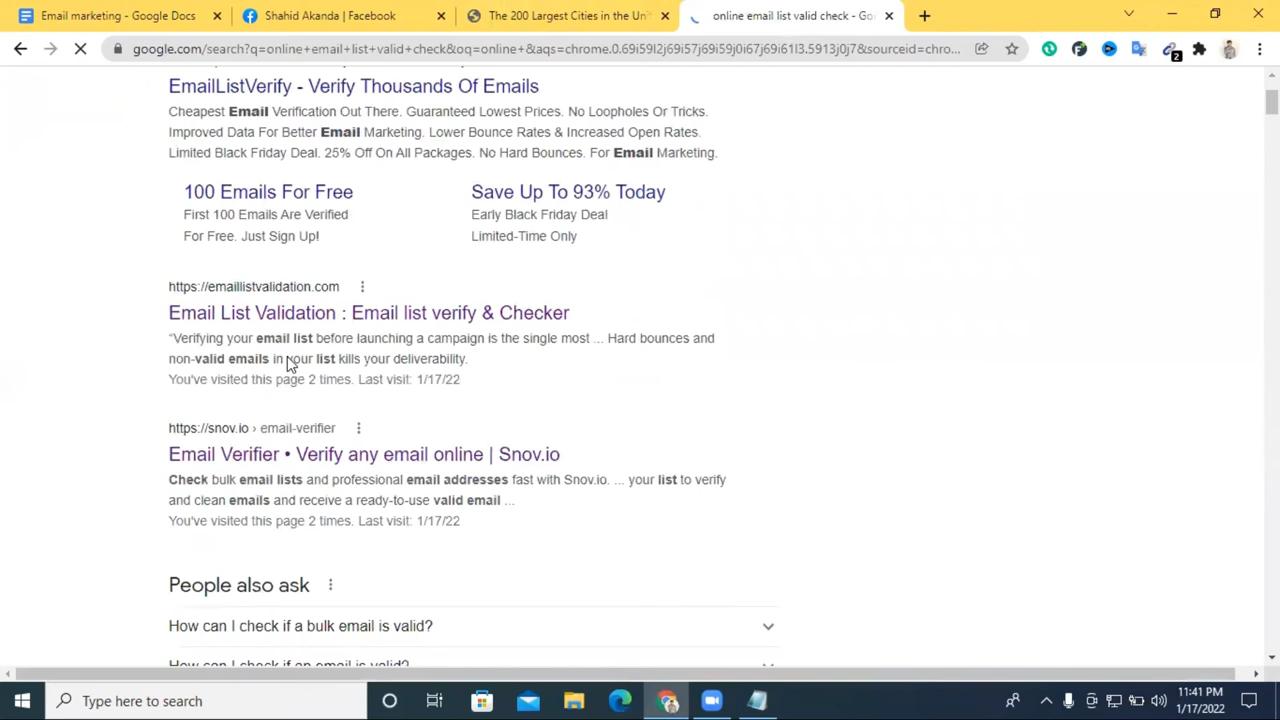 Email marketing - Google Docs
Shahid Akanda | Facebook
The 200 Largest Cities in the Uni
online email list valid check - Go
google.com/search?q=online+email+list+valid+check&oq=online+&aqs=chrome.0.69i59l2j69i57j69i59j0i67j69i61l3.5913j0j7&sourceid=chro...
2
EmailListVerify - Verify Thousands Of Emails
Cheapest Email Verification Out There. Guaranteed Lowest Prices. No Loopholes Or Tricks.
Improved Data For Better Email Marketing. Lower Bounce Rates & Increased Open Rates.
Limited Black Friday Deal. 25% Off On All Packages. No Hard Bounces. For Email Marketing.
100 Emails For Free
Save Up To 93% Today
First 100 Emails Are Verified
Early Black Friday Deal
For Free. Just Sign Up!
Limited-Time Only
https://emaillistvalidation.com
Email List Validation : Email list verify & Checker
“Verifying your email list before launching a campaign is the single most ... Hard bounces and
non-valid emails in your list kills your deliverability.
You've visited this page 2 times. Last visit: 1/17/22
https://snov.io › email-verifier
Email Verifier • Verify any email online | Snov.io
Check bulk email lists and professional email addresses fast with Snov.io. ... your list to verify
and clean emails and receive a ready-to-use valid email ...
You've visited this page 2 times. Last visit: 1/17/22
People also ask
How can I check if a bulk email is valid?
How can I check if an email is valid?
Type here to search
11:41 PM
1/17/2022